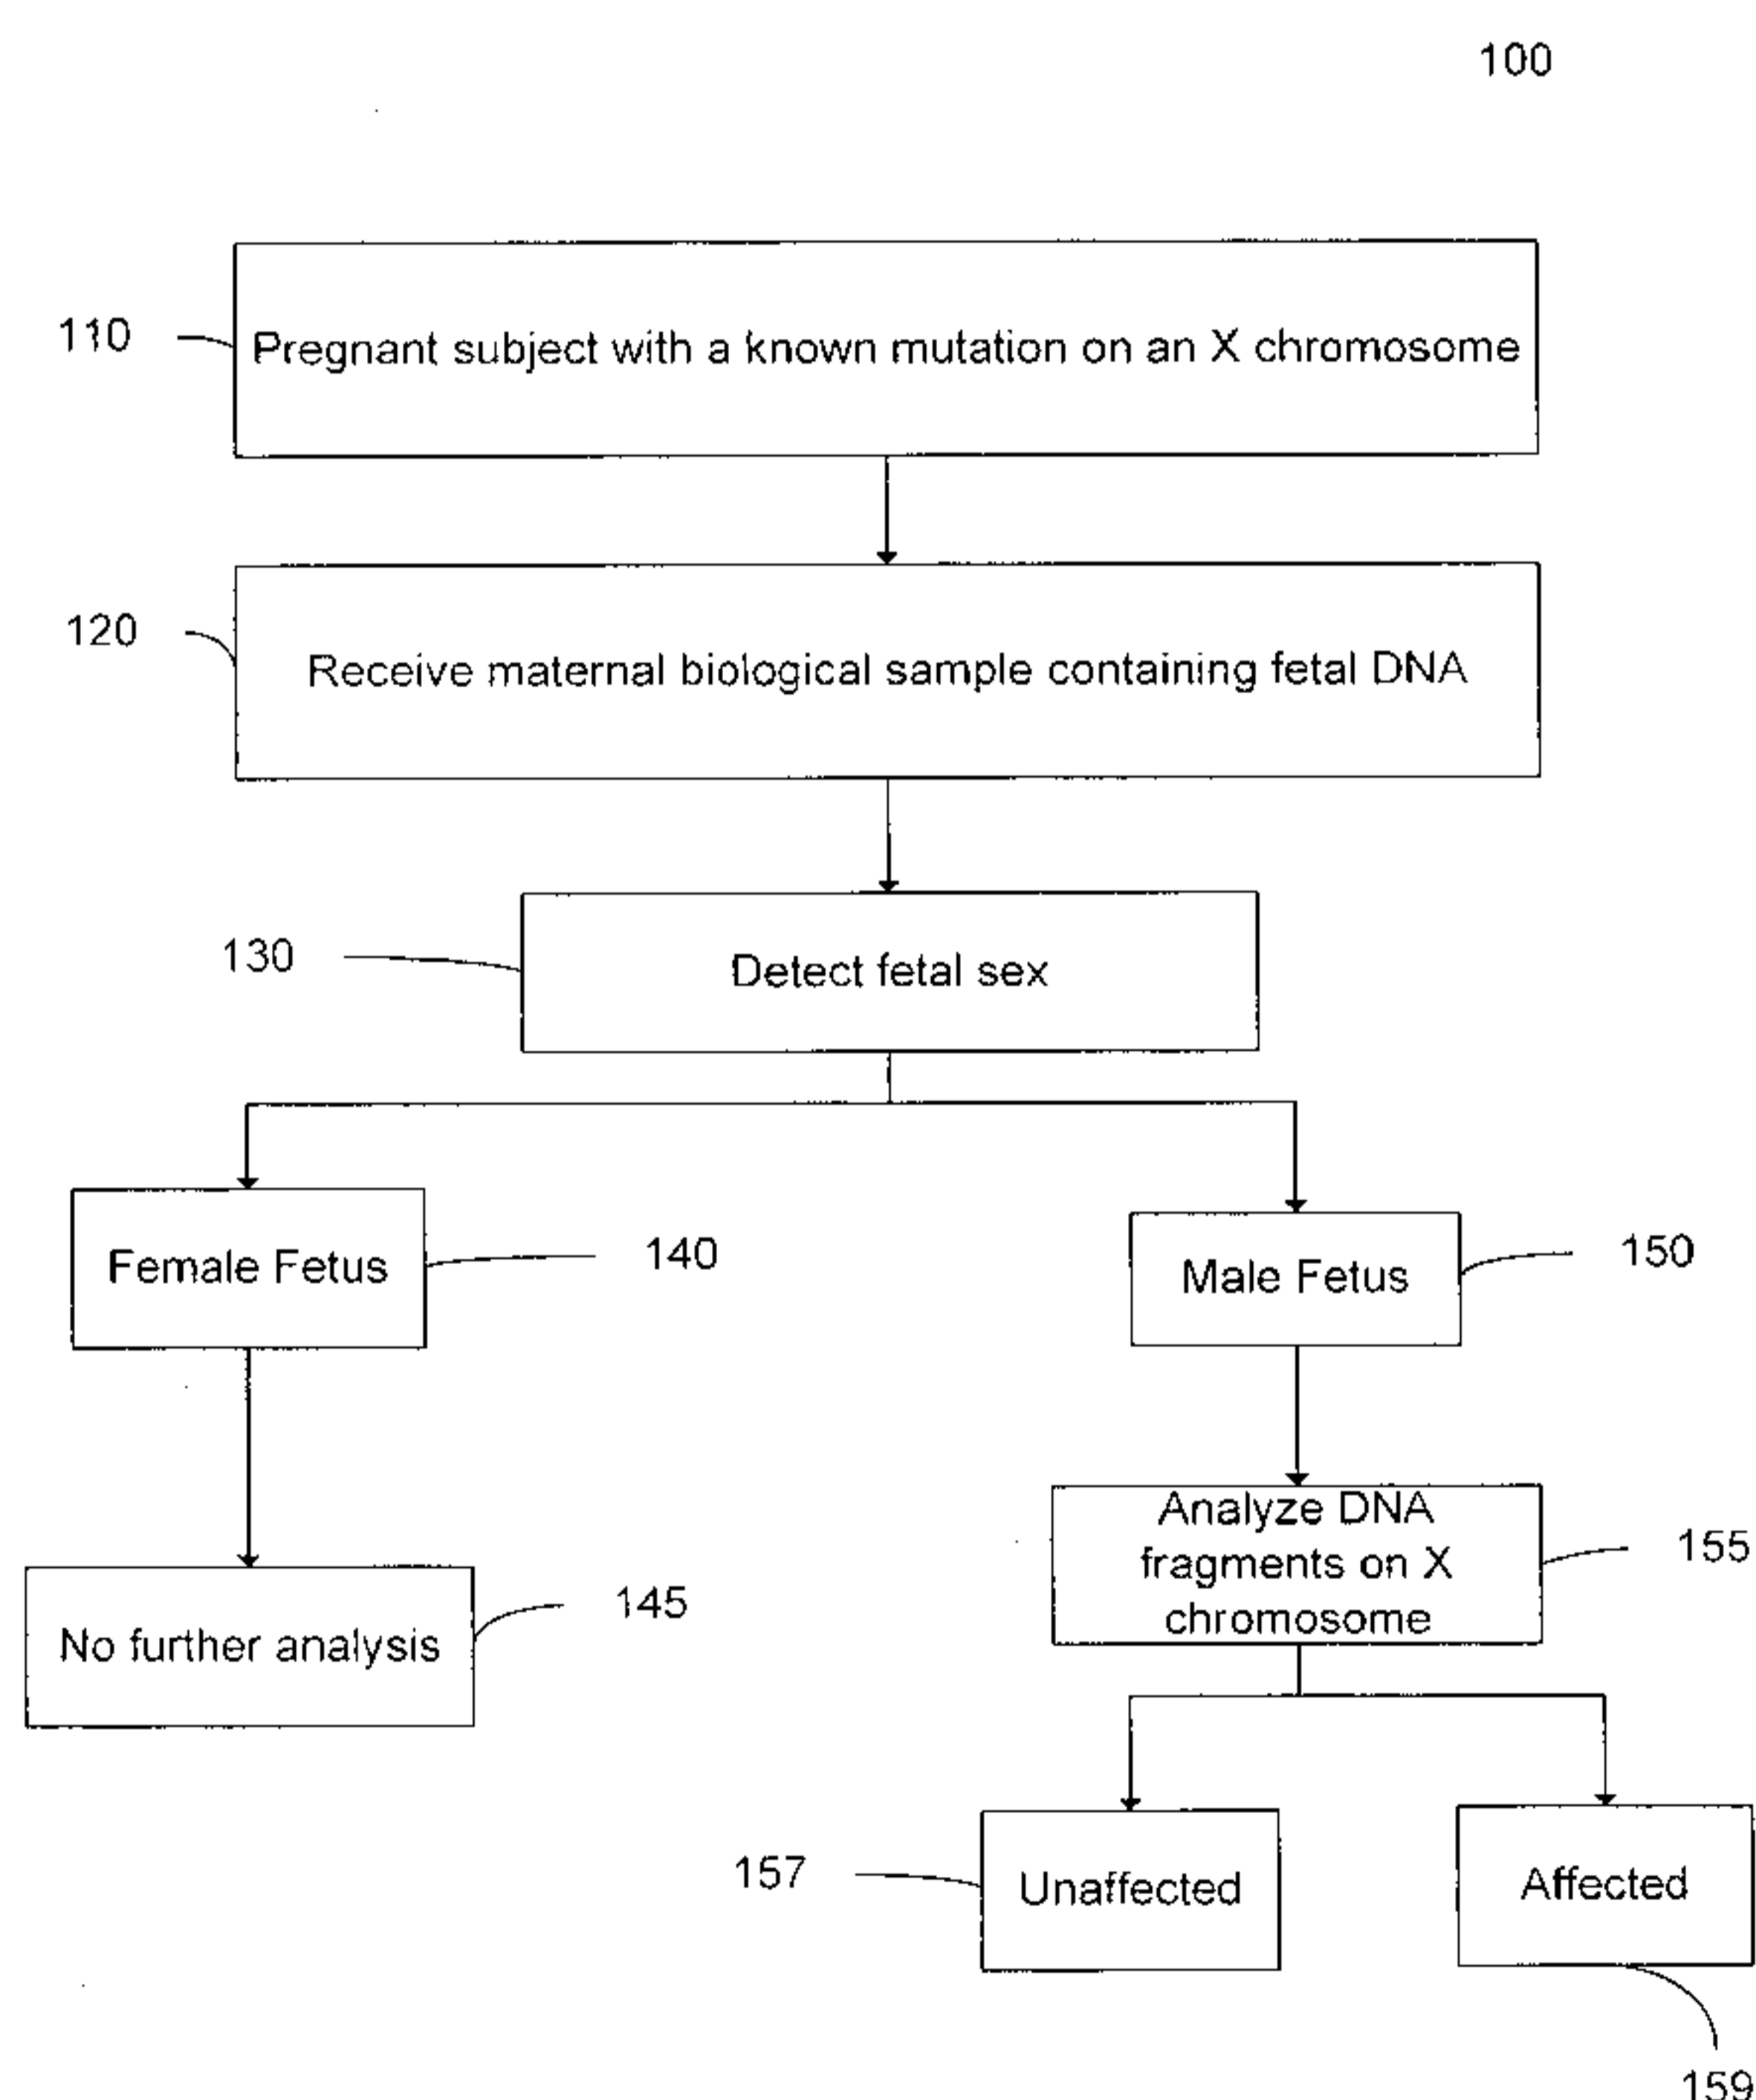 100
110
Pregnant subject with a known mutation on an X chromosome
120
Receive maternal biological sample containing fetal DNA
130
Detect fetal sex
Female Fetus
140
Male Fetus
150
Analyze DNA
fragments on X
chromosome
155
No further analysis
145
157
Unaffected
Affected
159